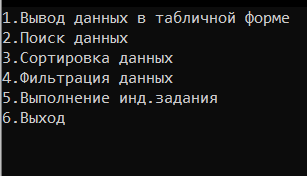 1.Вывод данных в табличной форме
2.Поиск данных
3.Сортировка данных
4.Фильтрация данных
5.Выполнение инд.задания
6.Выход